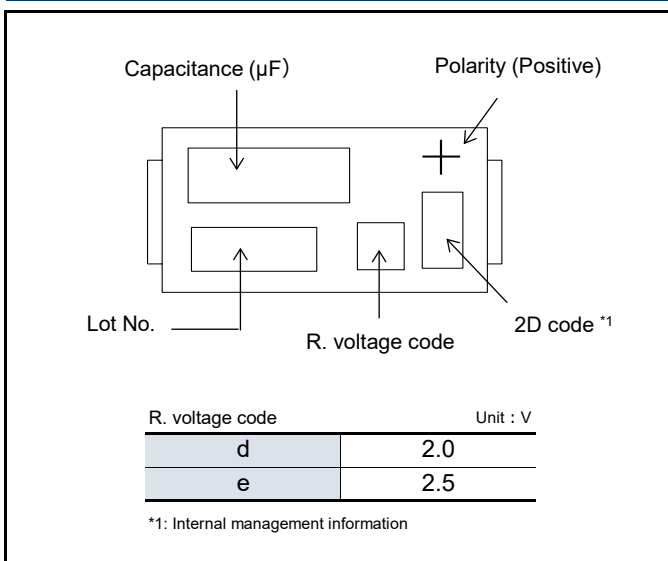 Capacitance (µF）
Polarity (Positive)
Lot No.
R. voltage code
2D code *1
R. voltage code Unit：V
d 2.0
e 2.5
*1: Internal management information